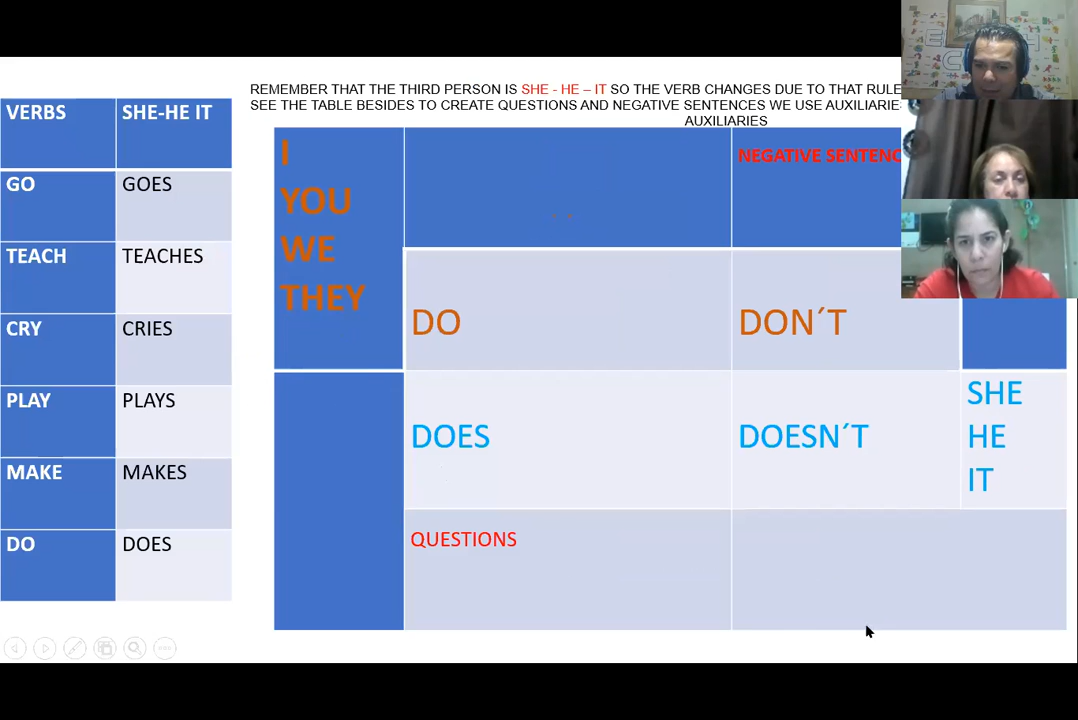 REMEMBER THAT THE THIRD PERSON IS SHE - HE – IT SO THE VERB CHANGES DUE TO THAT RULE
SEE THE TABLE BESIDES TO CREATE QUESTIONS AND NEGATIVE SENTENCES WE USE AUXILIARIE
AUXILIARIES
VERBS SHE-HE IT
GO GOES
TEACH TEACHES
CRY CRIES
PLAY PLAYS
MAKE MAKES
DO DOES
I
YOU
WE
THEY
NEGATIVE SENTENC
DO DON´T
DOES DOESN´T
SHE
HE
IT
QUESTIONS